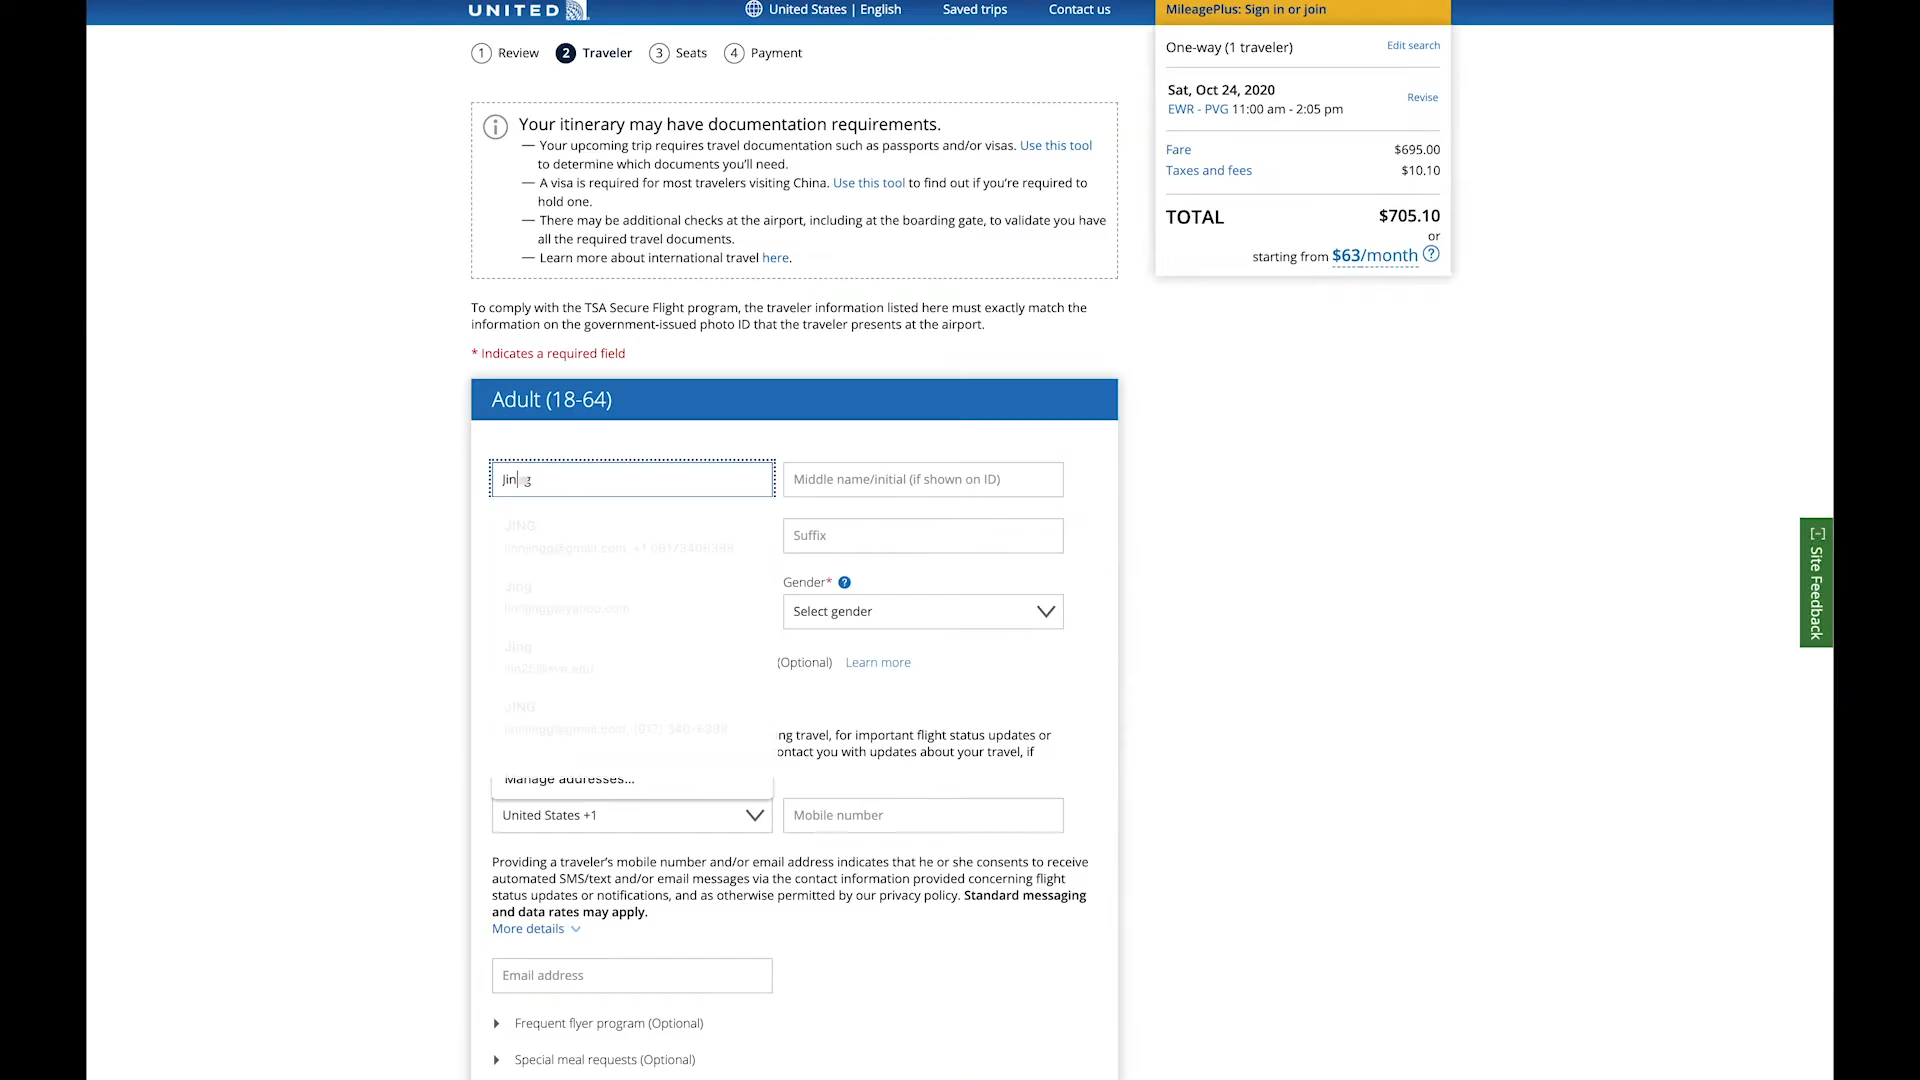 UNITED
United States | English
Saved trips
Contact us
MileagePlus: Sign in or join
1 Review
2 Traveler
3 Seats
4 Payment
One-way (1 traveler)
Edit search
Sat, Oct 24, 2020
EWR - PVG 11:00 am - 2:05 pm
Revise
Fare
$695.00
Taxes and fees
$10.10
TOTAL
$705.10
or
starting from $63/month ?
Your itinerary may have documentation requirements.
— Your upcoming trip requires travel documentation such as passports and/or visas. Use this tool
to determine which documents you'll need.
— A visa is required for most travelers visiting China. Use this tool to find out if you're required to
hold one.
— There may be additional checks at the airport, including at the boarding gate, to validate you have
all the required travel documents.
— Learn more about international travel here.
To comply with the TSA Secure Flight program, the traveler information listed here must exactly match the
information on the government-issued photo ID that the traveler presents at the airport.
* Indicates a required field
Adult (18-64)
Jing
Middle name/initial (if shown on ID)
JING
Suffix
Jing
Gender* ?
Select gender
Jing
(Optional) Learn more
JING
ng travel, for important flight status updates or
ontact you with updates about your travel, if
Manage addresses...
United States +1
Mobile number
Providing a traveler's mobile number and/or email address indicates that he or she consents to receive
automated SMS/text and/or email messages via the contact information provided concerning flight
status updates or notifications, and as otherwise permitted by our privacy policy. Standard messaging
and data rates may apply.
More details
Email address
Frequent flyer program (Optional)
Special meal requests (Optional)
[+] Site Feedback